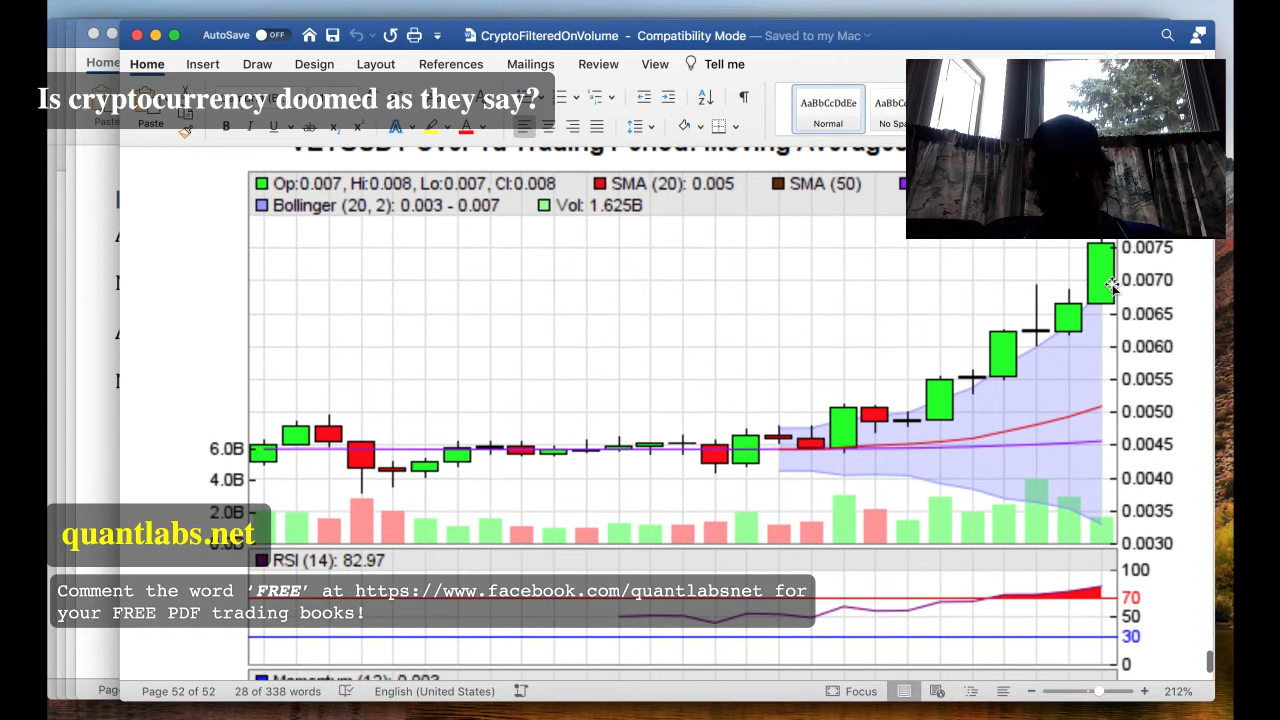 AutoSave OFF
CryptoFilteredOnVolume - Compatibility Mode — Saved to my Mac
Home
Home Insert Draw Design Layout References Mailings Review View Tell me
Is cryptocurrency doomed as they say?
Paste
Paste
AaBbCcDdEe
Normal
AaBbCc
No Spa
Op:0.007, Hi:0.008, Lo:0.007, Cl:0.008 SMA (20): 0.005 SMA (50)
Bollinger (20, 2): 0.003 - 0.007 Vol: 1.625B
0.0075
0.0070
0.0065
0.0060
0.0055
0.0050
6.0B 0.0045
4.0B 0.0040
2.0B 0.0035
0.0030
quantlabs.net
RSI (14): 82.97
100
70
50
30
0
Comment the word ‘FREE’ at https://www.facebook.com/quantlabsnet for
your FREE PDF trading books!
Page 52 of 52 28 of 338 words English (United States) Focus 212%